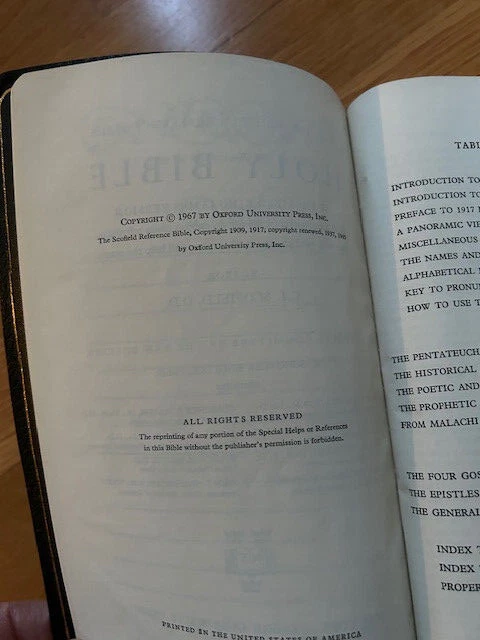 COPYRIGHT © 1967 BY OXFORD UNIVERSITY PRESS, INC.
The Scofield Reference Bible, Copyright 1909, 1917; copyright renewed, 1937, 1945
by Oxford University Press, Inc.
ALL RIGHTS RESERVED
The reprinting of any portion of the Special Helps or References
in this Bible without the publisher's permission is forbidden.
PRINTED IN THE UNITED STATES OF AMERICA
TABL
INTRODUCTION TO
INTRODUCTION TO
PREFACE TO 1917
A PANORAMIC VIE
MISCELLANEOUS
THE NAMES AND
ALPHABETICAL
KEY TO PRONU
HOW TO USE T
THE PENTATEUCH
THE HISTORICAL
THE POETIC AND
THE PROPHETIC
FROM MALACHI
THE FOUR GOS
THE EPISTLES
THE GENERAL
INDEX
INDEX
PROPER